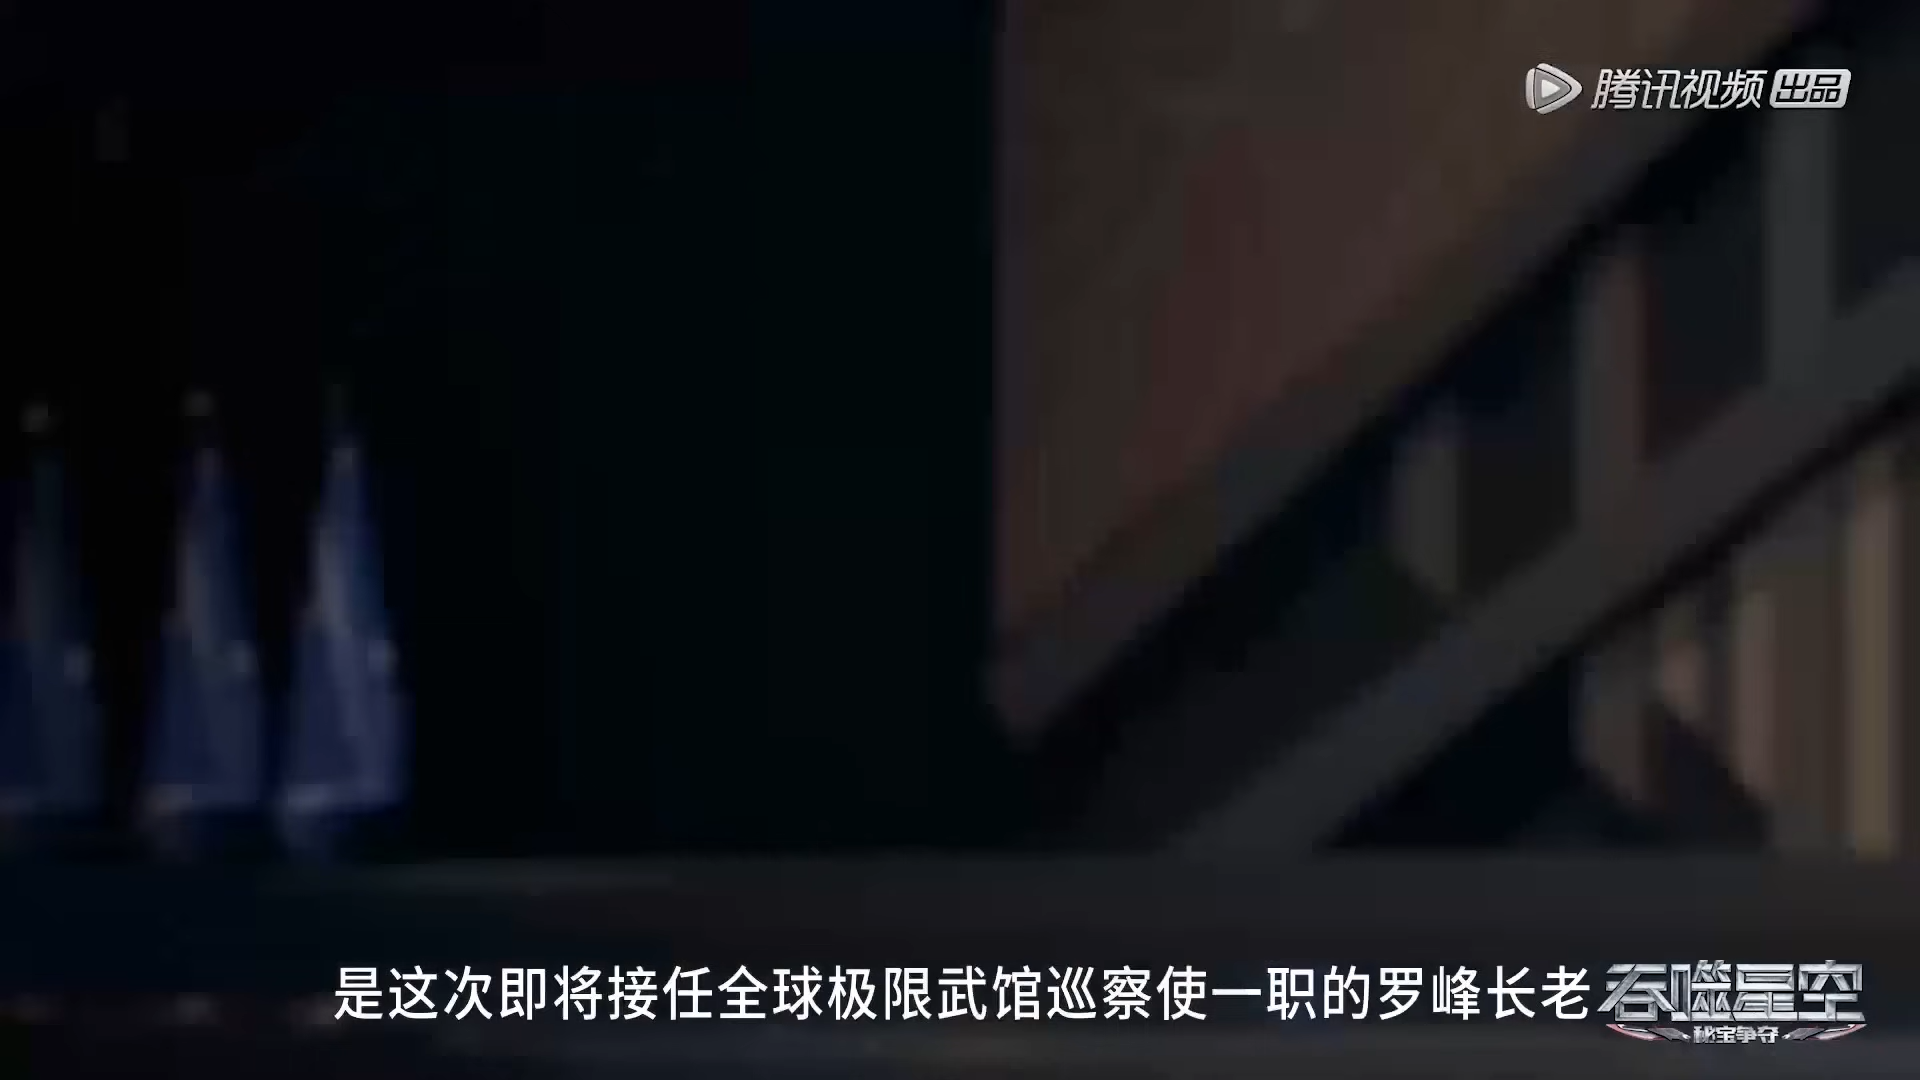 腾讯视频 出品
是这次即将接任全球极限武馆巡察使一职的罗峰长老
吞噬星空
秘宝争夺